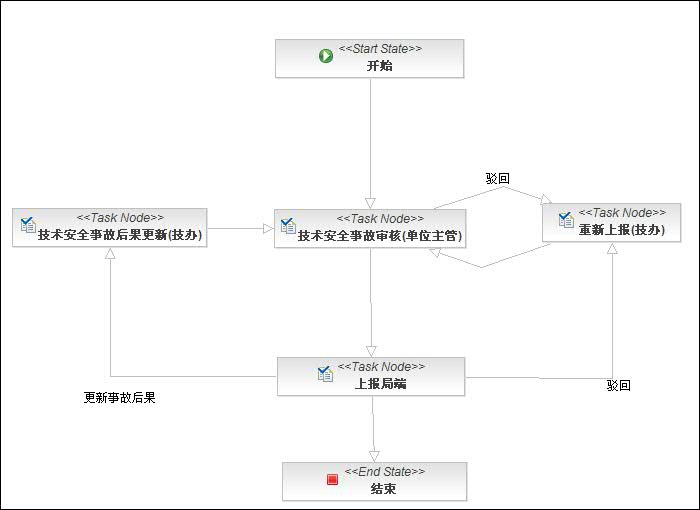 <<Start State>>
开始
驳回
<<Task Node>>
技术安全事故后果更新(技办)
<<Task Node>>
技术安全事故审核(单位主管)
<<Task Node>>
重新上报(技办)
<<Task Node>>
上报局端
更新事故后果
驳回
<<End State>>
结束